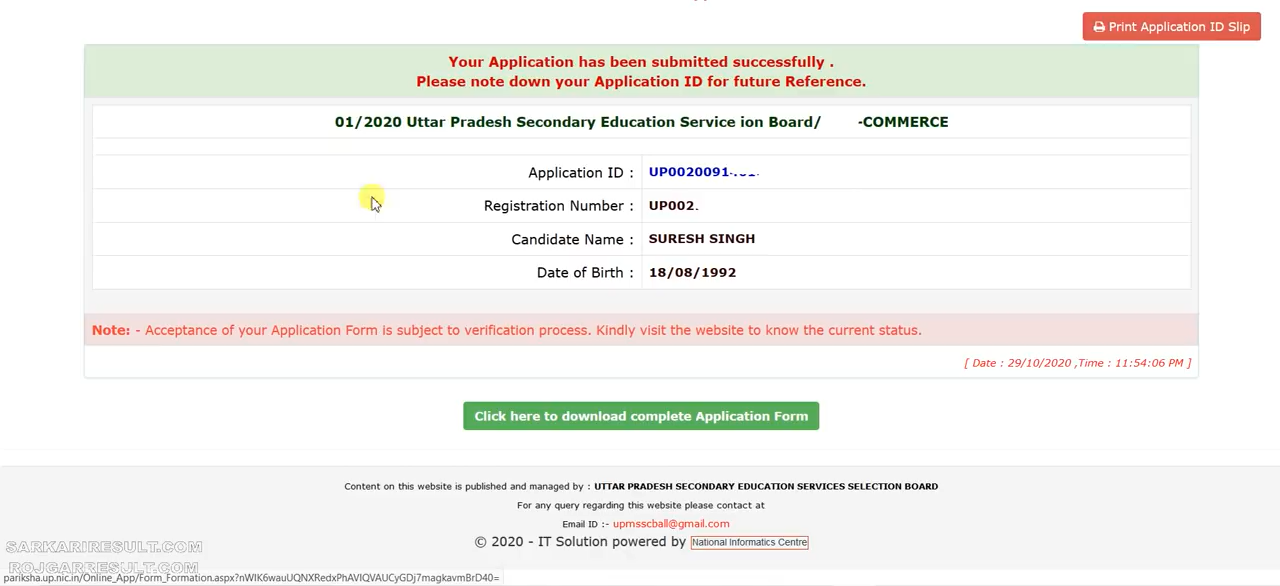 Print Application ID Slip
Your Application has been submitted successfully .
Please note down your Application ID for future Reference.
01/2020 Uttar Pradesh Secondary Education Service ion Board/ -COMMERCE
Application ID : UP0020091
Registration Number : UP002.
Candidate Name : SURESH SINGH
Date of Birth : 18/08/1992
Note: - Acceptance of your Application Form is subject to verification process. Kindly visit the website to know the current status.
[ Date : 29/10/2020 ,Time : 11:54:06 PM ]
Click here to download complete Application Form
Content on this website is published and managed by : UTTAR PRADESH SECONDARY EDUCATION SERVICES SELECTION BOARD
For any query regarding this website please contact at
Email ID :- upmsscball@gmail.com
© 2020 - IT Solution powered by National Informatics Centre
SARKARIRESULT.COM
ROJGARRESULT.COM
pariksha.up.nic.in/Online_App/Form_Formation.aspx?nWIK6wauUQNXRedxPhAVIQVAUCyGDj7magkavmBrD40=